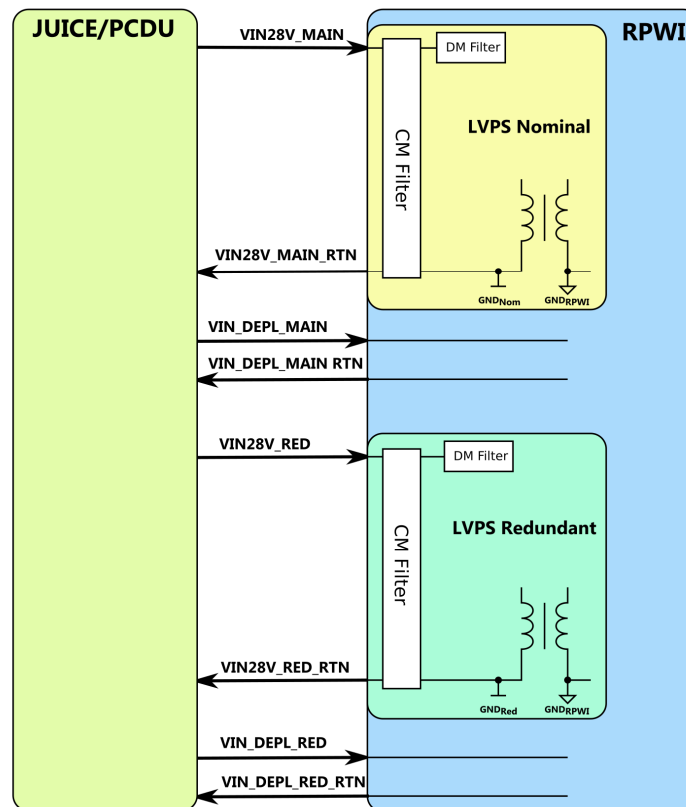 JUICE/PCDU
RPWI
VIN28V_MAIN
DM Filter
CM Filter
LVPS Nominal
VIN28V_MAIN_RTN
GNDNom
GNDRPWI
VIN_DEPL_MAIN
VIN_DEPL_MAIN RTN
VIN28V_RED
DM Filter
CM Filter
LVPS Redundant
VIN28V_RED_RTN
GNDRed
GNDRPWI
VIN_DEPL_RED
VIN_DEPL_RED_RTN